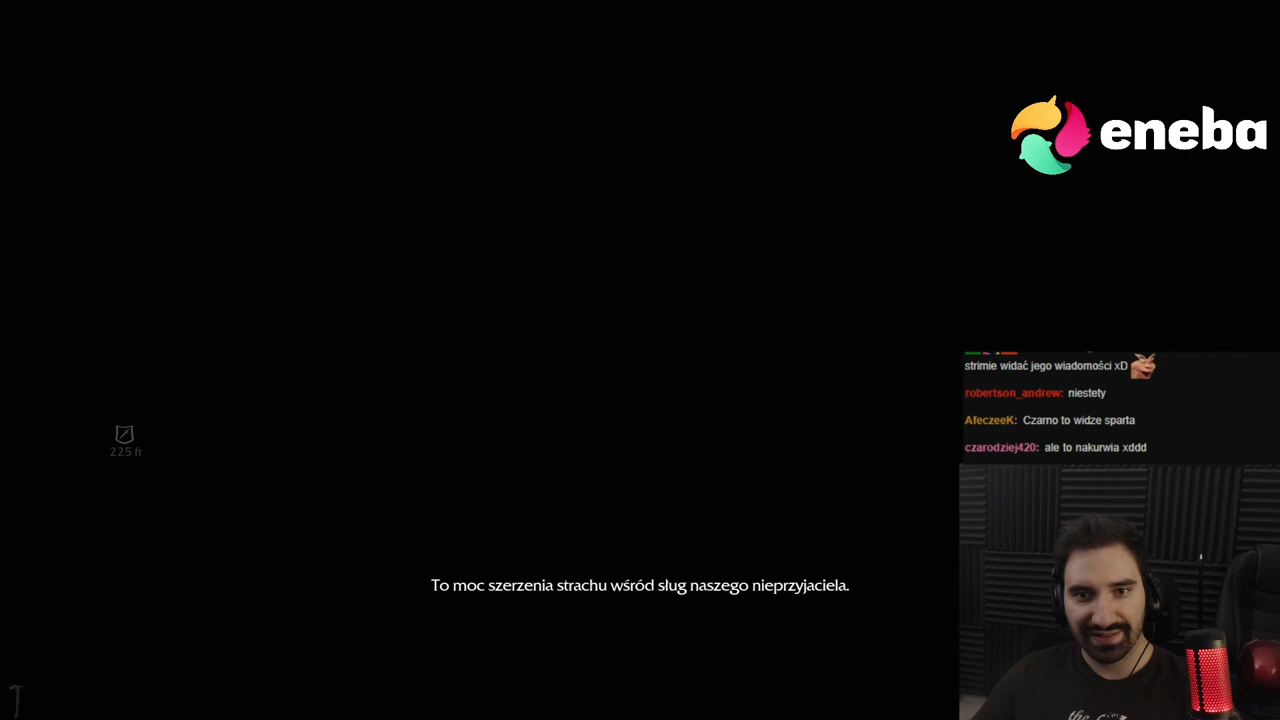 eneba
strimie widać jego wiadomości xD
robertson_andrew: niestety
AfeczeeK: Czarno to widze sparta
czarodziej420: ale to nakurwia xddd
225 ft
To moc szerzenia strachu wśród sług naszego nieprzyjaciela.
the